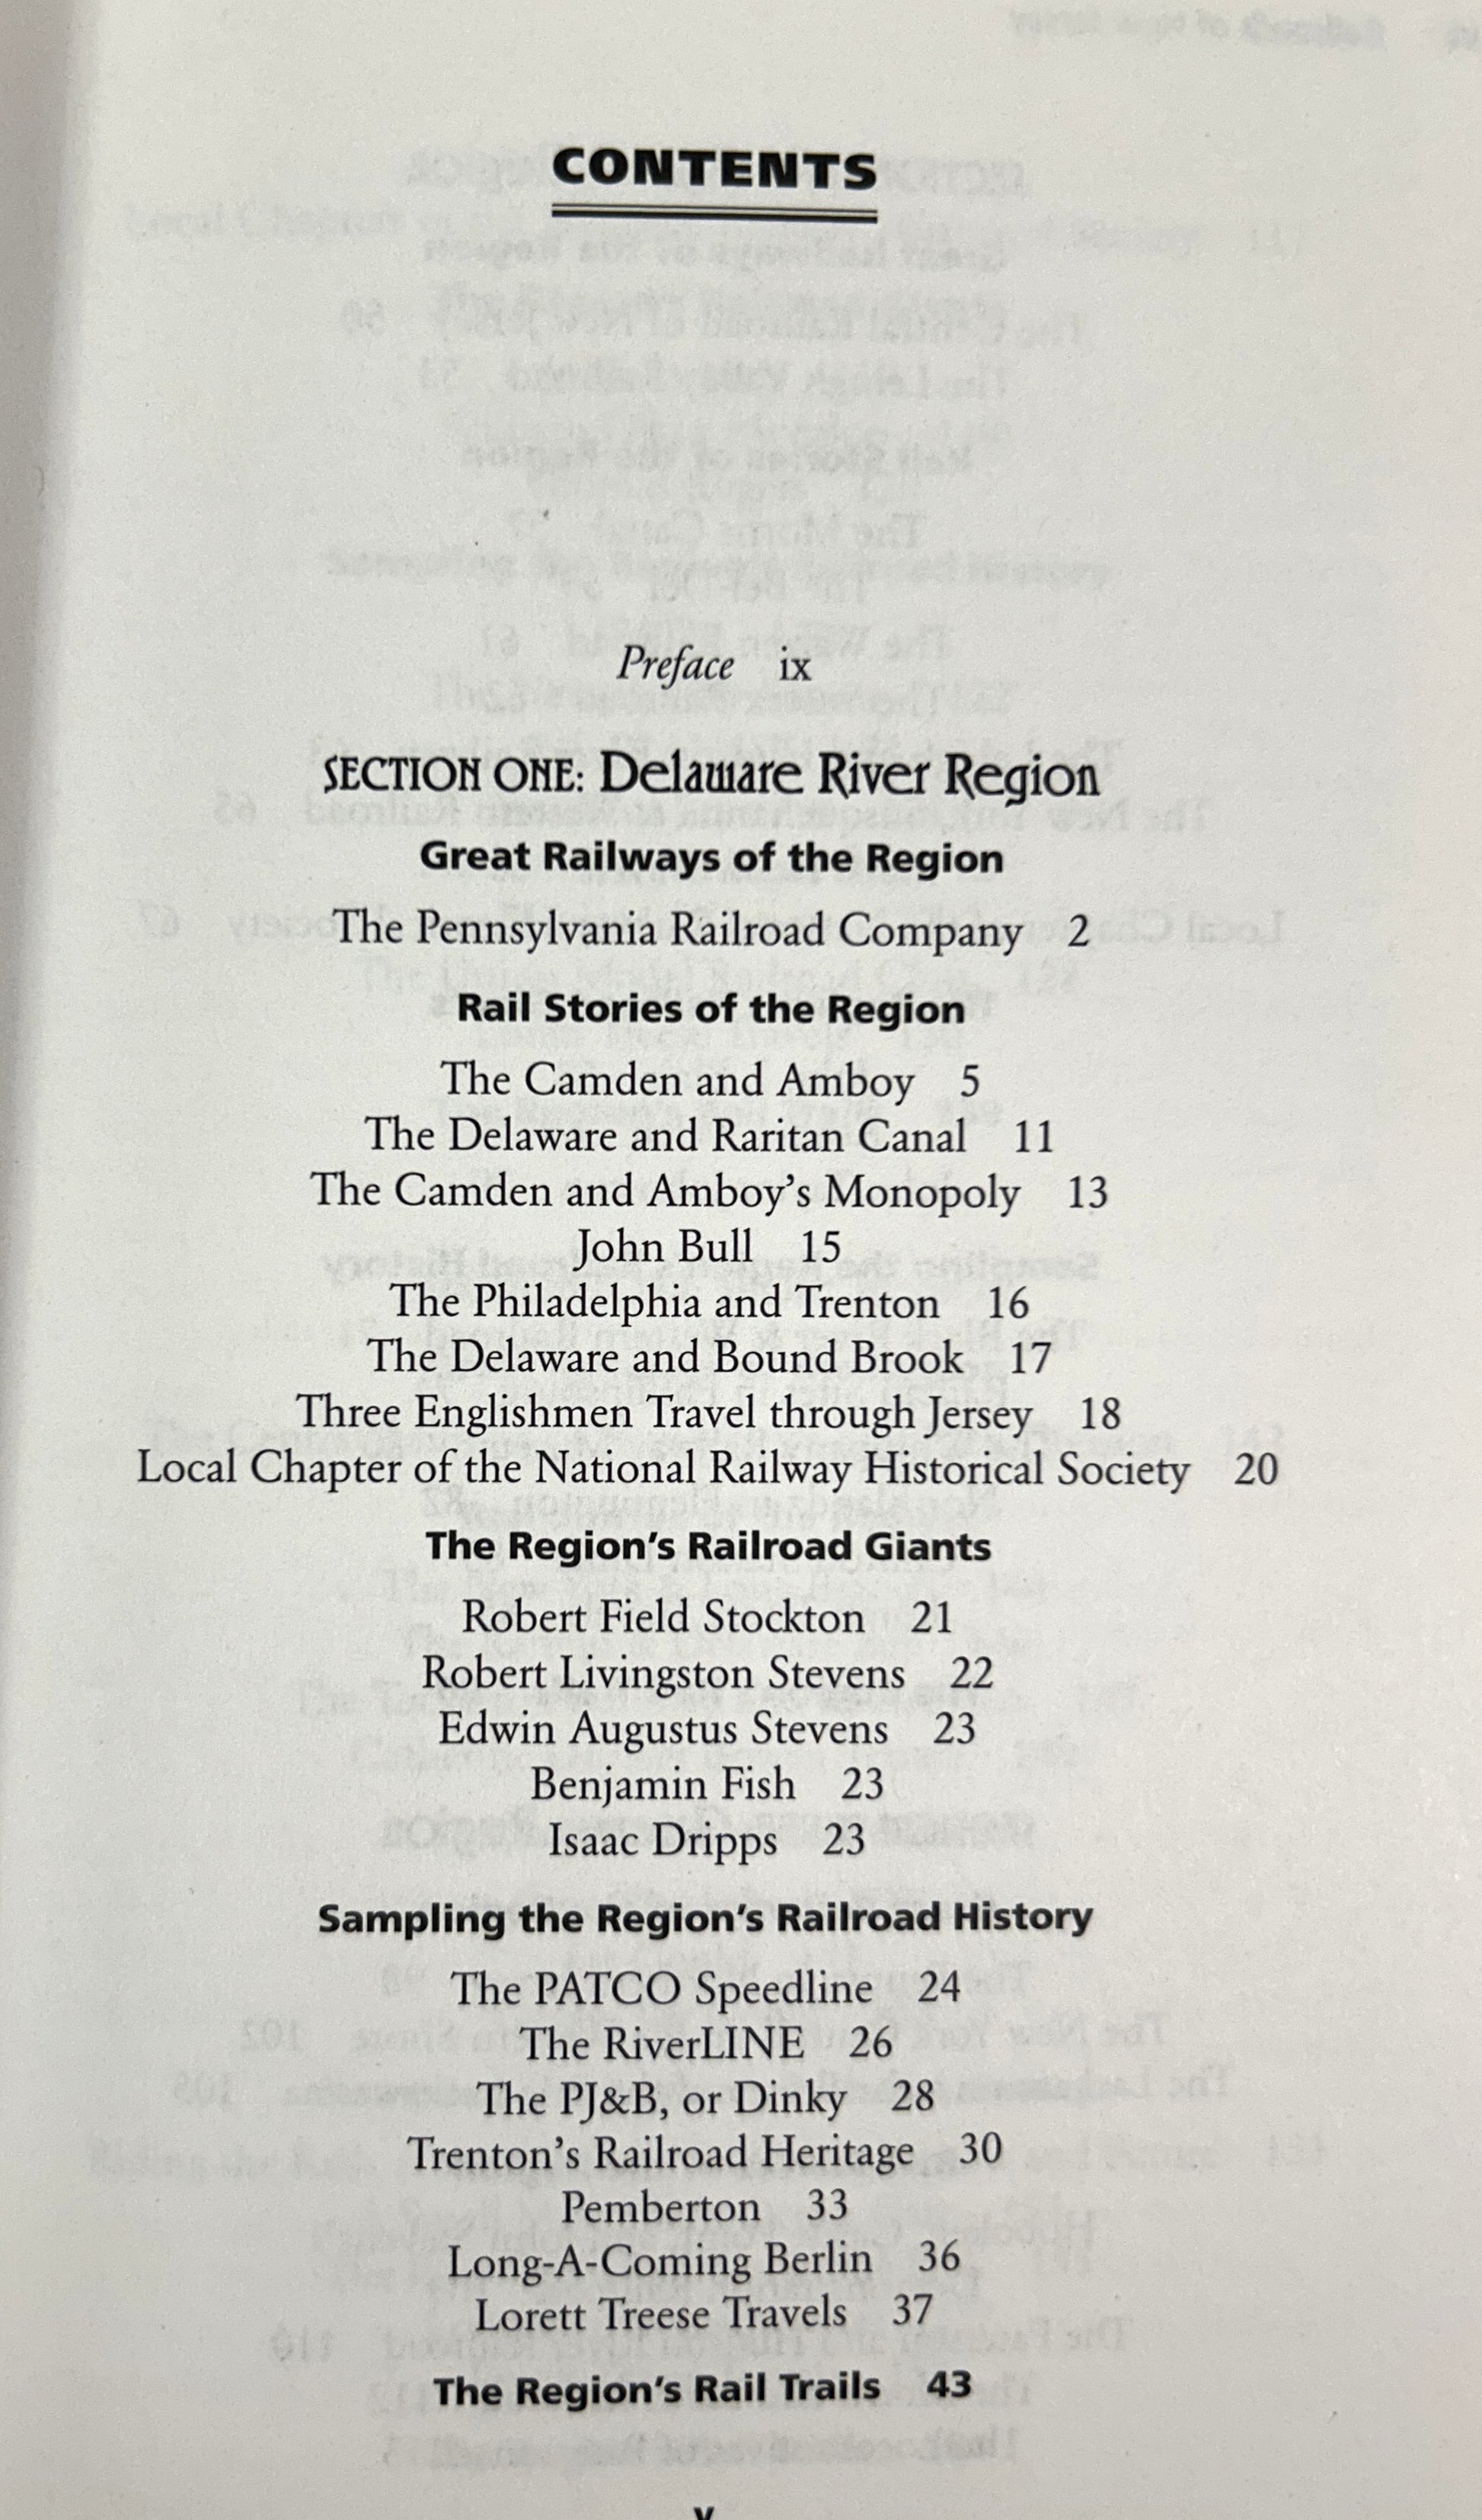 CONTENTS
Preface ix
SECTION ONE: Delaware River Region
Great Railways of the Region
The Pennsylvania Railroad Company 2
Rail Stories of the Region
The Camden and Amboy 5
The Delaware and Raritan Canal 11
The Camden and Amboy's Monopoly 13
John Bull 15
The Philadelphia and Trenton 16
The Delaware and Bound Brook 17
Three Englishmen Travel through Jersey 18
Local Chapter of the National Railway Historical Society 20
The Region's Railroad Giants
Robert Field Stockton 21
Robert Livingston Stevens 22
Edwin Augustus Stevens 23
Benjamin Fish 23
Isaac Dripps 23
Sampling the Region's Railroad History
The PATCO Speedline 24
The RiverLINE 26
The PJ&B, or Dinky 28
Trenton's Railroad Heritage 30
Pemberton 33
Long-A-Coming Berlin 36
Lorett Treese Travels 37
The Region's Rail Trails 43
v